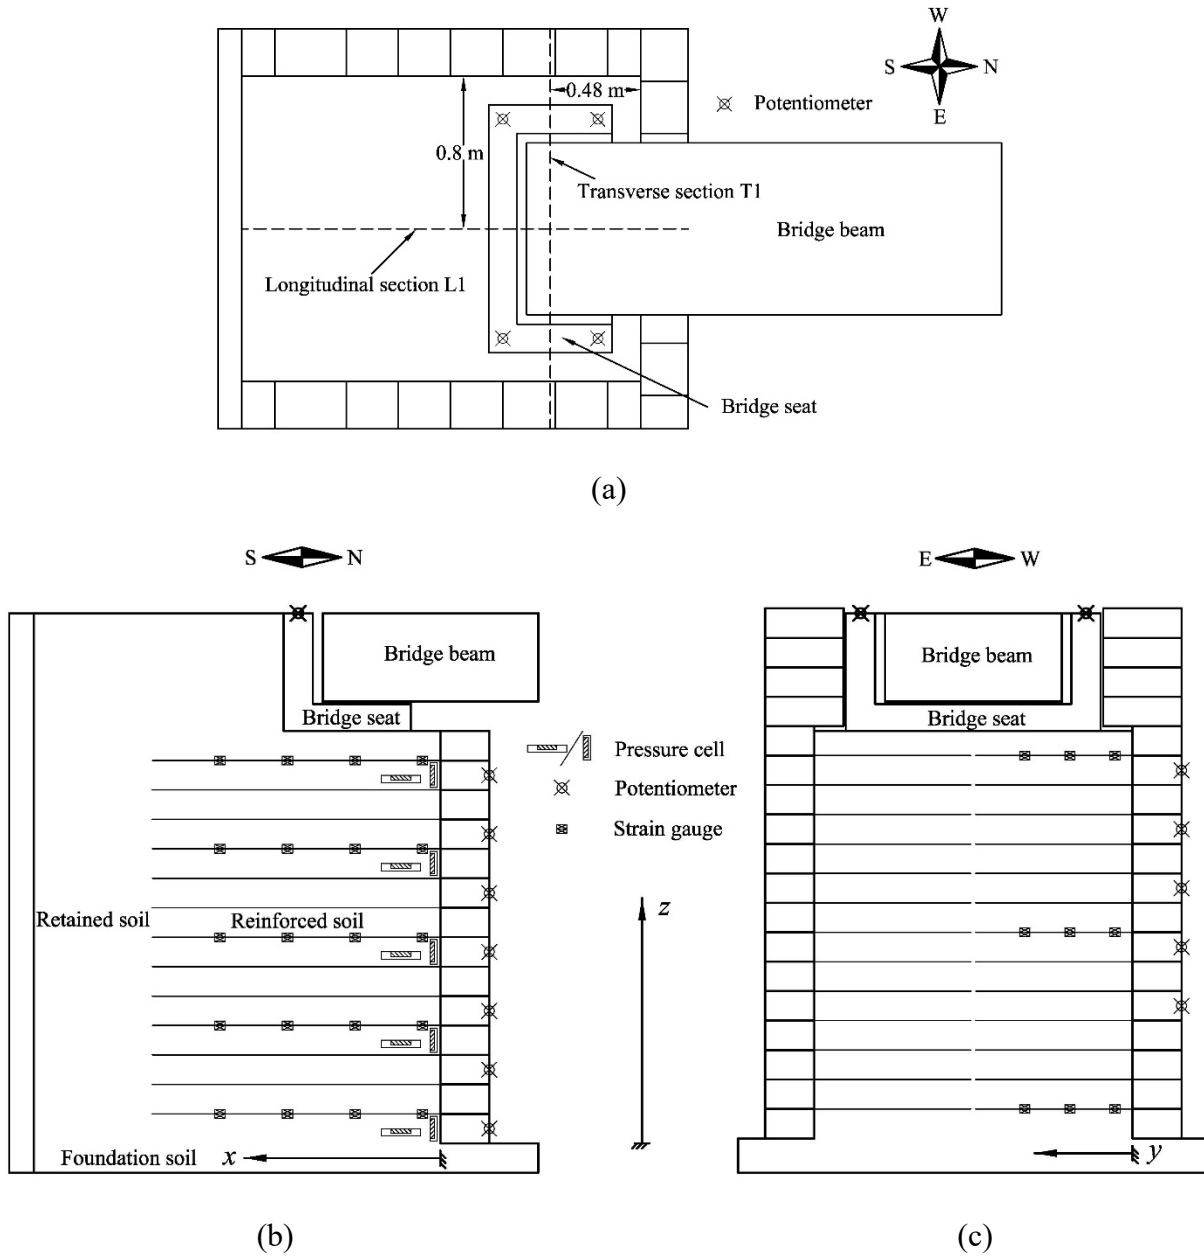 W
S
N
E
0.48 m
Potentiometer
0.8 m
Transverse section T1
Bridge beam
Longitudinal section L1
Bridge seat
(a)
S
N
E
W
Bridge beam
Bridge seat
Pressure cell
Potentiometer
Strain gauge
Retained soil
Reinforced soil
z
Foundation soil
x
Bridge beam
Bridge seat
y
(b)
(c)